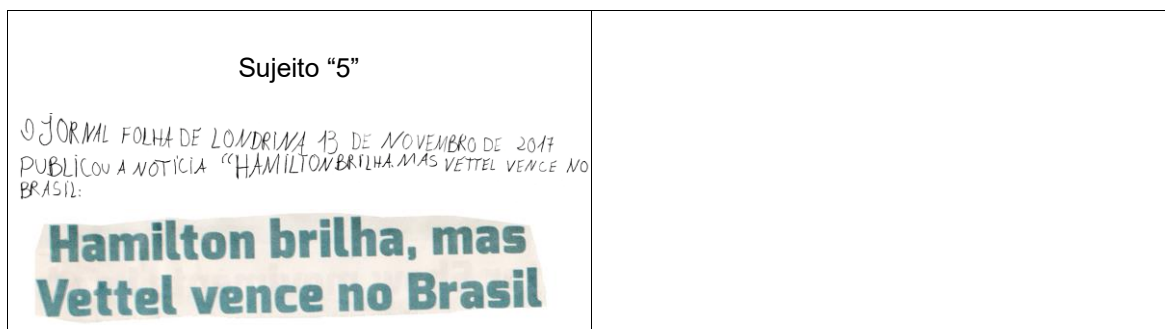 Sujeito “5”
O JORNAL FOLHA DE LONDRINA 13 DE NOVEMBRO DE 2017
PUBLICOU A NOTÍCIA “HAMILTON BRILHA. MAS VETTEL VENCE NO
BRASIL:
Hamilton brilha, mas
Vettel vence no Brasil